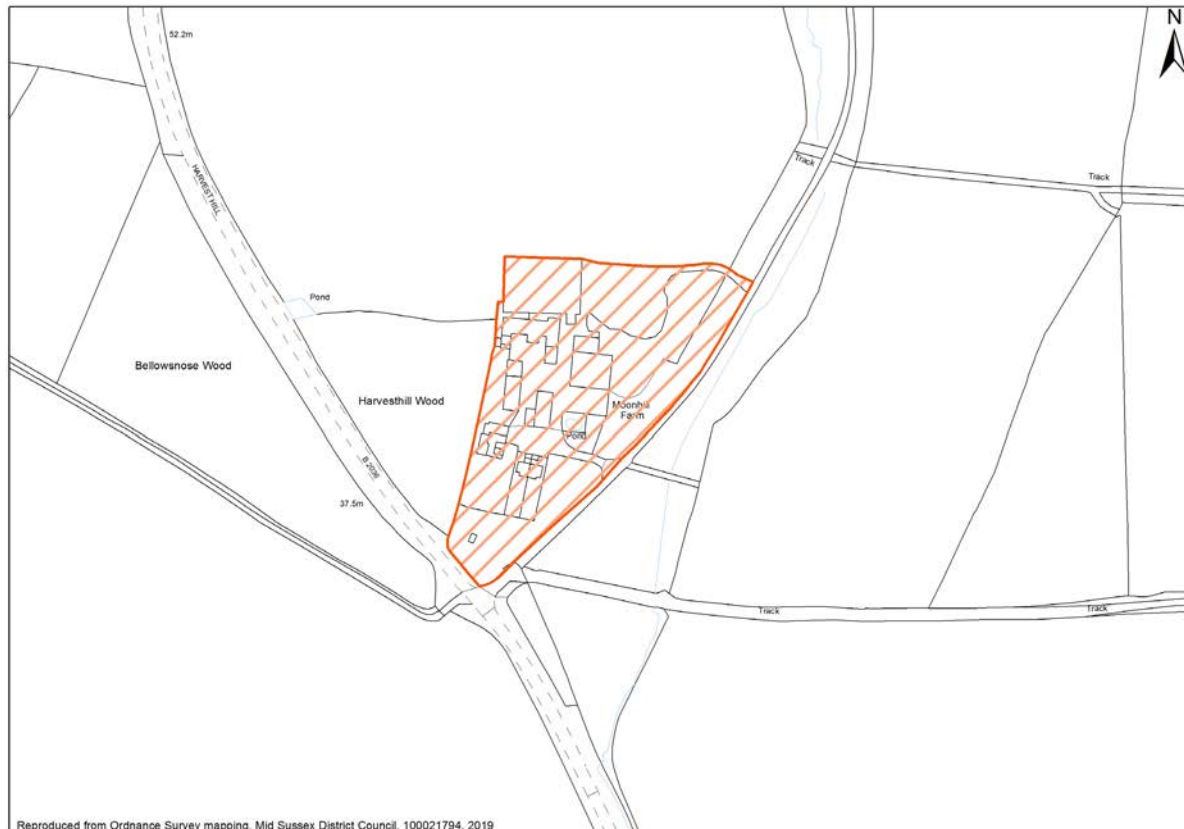 N
52.2m
HARVEST HILL
Track
Track
Pond
Bellowsnose Wood
Harvesthill Wood
Moonhill
Farm
Pond
B 2036
37.5m
Track
Track
Reproduced from Ordnance Survey mapping. Mid Sussex District Council. 100021794. 2019